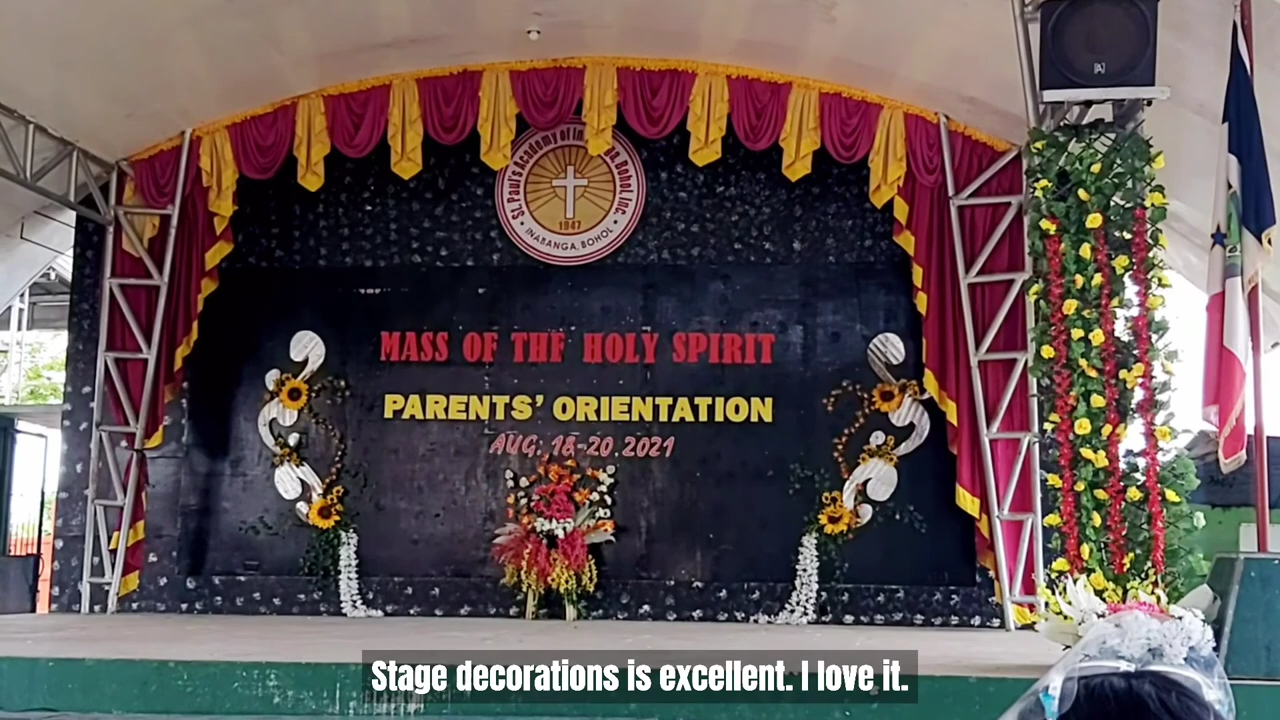 St. Paul's Academy of Inabanga, Bohol, Inc.
1947
INABANGA, BOHOL
MASS OF THE HOLY SPIRIT
PARENTS' ORIENTATION
AUG. 18-20, 2021
Stage decorations is excellent. I love it.